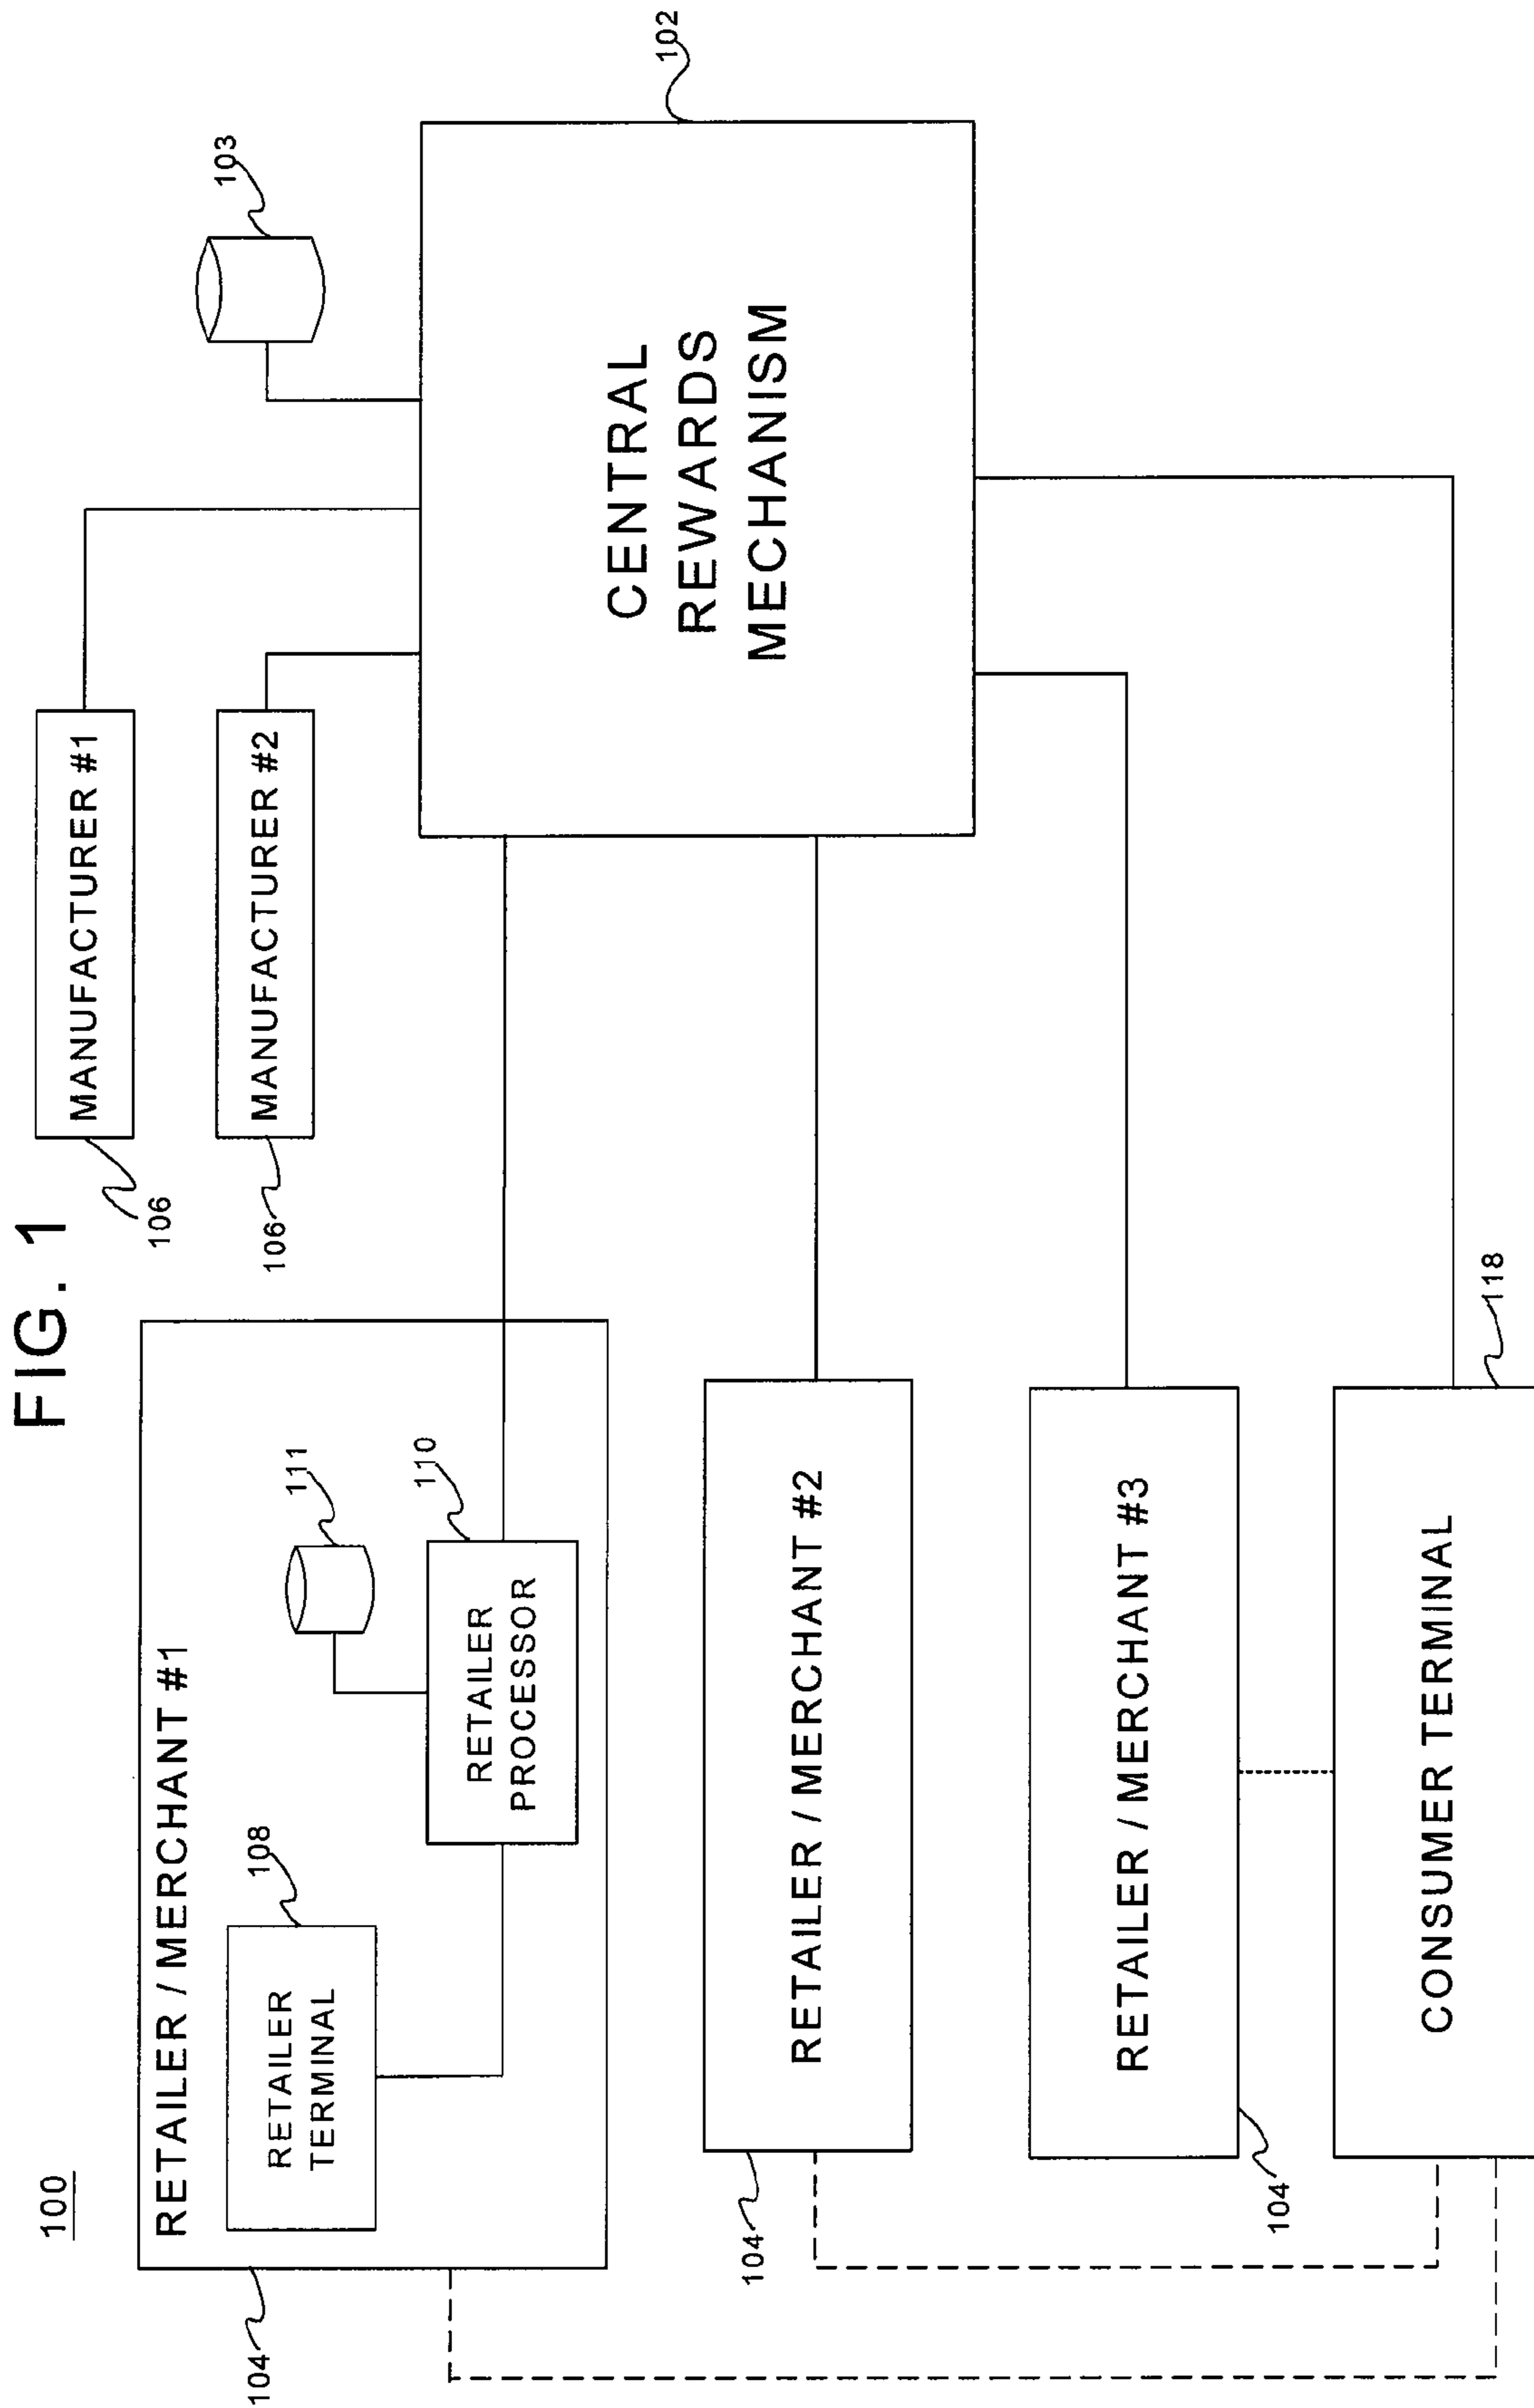 FIG. 1
100
MANUFACTURER #1
106
MANUFACTURER #2
106
103
102
CENTRAL
REWARDS
MECHANISM
RETAILER / MERCHANT #1
104
108
RETAILER
TERMINAL
111
110
RETAILER
PROCESSOR
RETAILER / MERCHANT #2
104
RETAILER / MERCHANT #3
104
CONSUMER TERMINAL
118